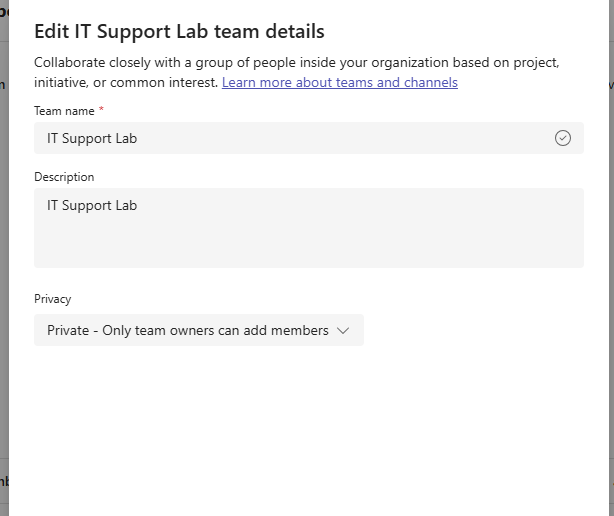 Edit IT Support Lab team details
Collaborate closely with a group of people inside your organization based on project,
initiative, or common interest. Learn more about teams and channels
Team name *
IT Support Lab
Description
IT Support Lab
Privacy
Private - Only team owners can add members